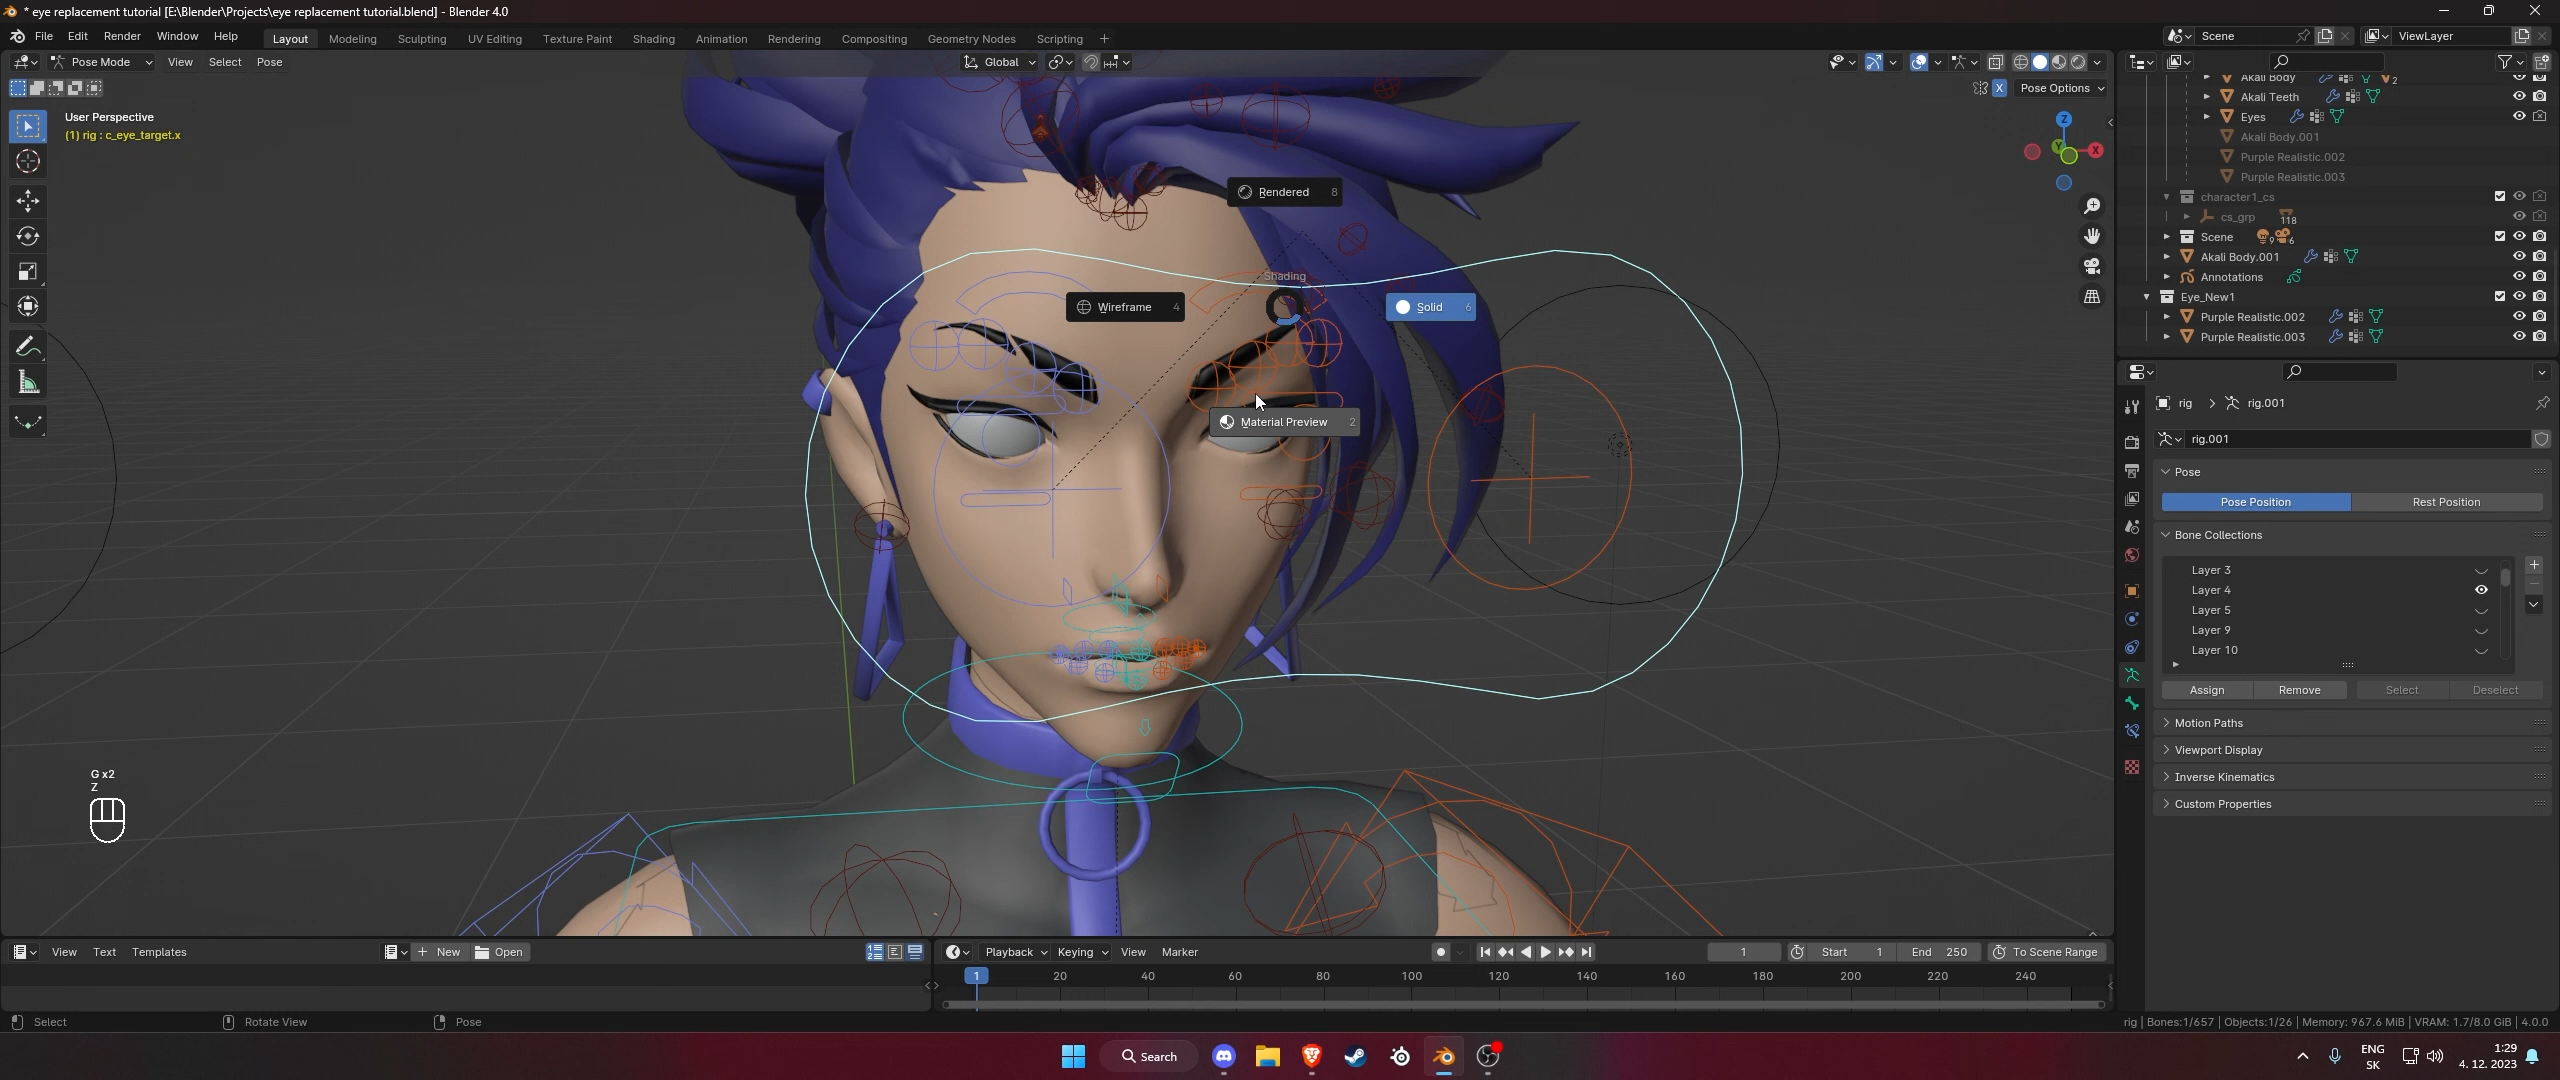 * eye replacement tutorial [E:\Blender\Projects\eye replacement tutorial.blend] - Blender 4.0
File Edit Render Window Help Layout Modeling Sculpting UV Editing Texture Paint Shading Animation Rendering Compositing Geometry Nodes Scripting + Scene ViewLayer
Pose Mode View Select Pose Global
X Pose Options
User Perspective
(1) rig : c_eye_target.x
Z
X
Y
Rendered 8
Shading
Wireframe 4
Solid 6
Material Preview 2
G x2
Z
Akali Body 2
Akali Teeth
Eyes
Akali Body.001
Purple Realistic.002
Purple Realistic.003
character1_cs
cs_grp 118
Scene 9 6
Akali Body.001
Annotations
Eye_New1
Purple Realistic.002
Purple Realistic.003
rig > rig.001
rig.001
Pose
Pose Position Rest Position
Bone Collections
Layer 3
Layer 4
Layer 5
Layer 9
Layer 10
Assign Remove Select Deselect
Motion Paths
Viewport Display
Inverse Kinematics
Custom Properties
View Text Templates + New Open
Playback Keying View Marker 1 Start 1 End 250 To Scene Range
1 20 40 60 80 100 120 140 160 180 200 220 240
Select Rotate View Pose
rig | Bones:1/657 | Objects:1/26 | Memory: 967.6 MiB | VRAM: 1.7/8.0 GiB | 4.0.0
Search
ENG
SK
1:29
4. 12. 2023